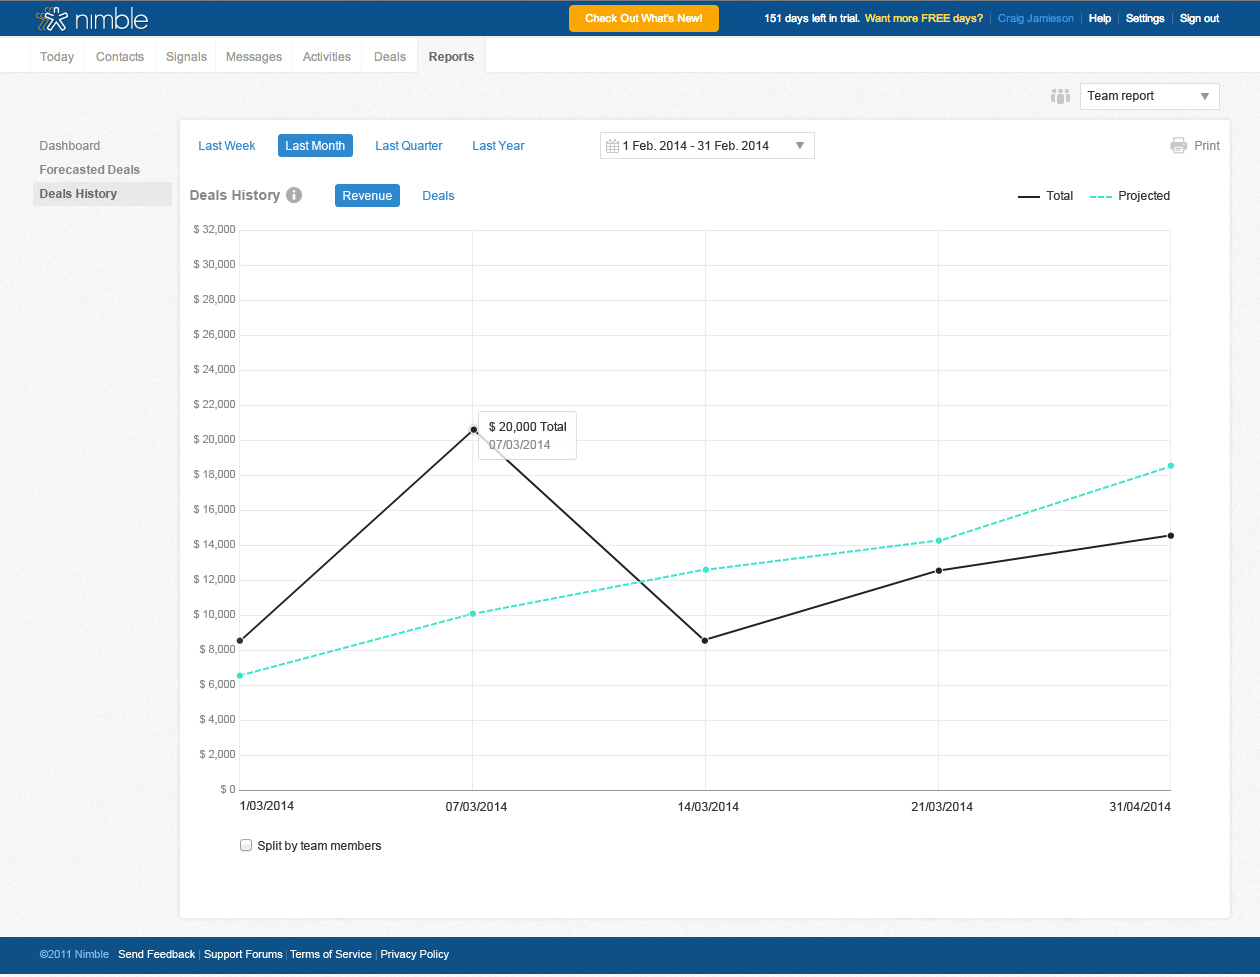 nimble
Check Out What's New!
151 days left in trial. Want more FREE days? Craig Jamieson Help Settings Sign out
Today Contacts Signals Messages Activities Deals Reports
Team report
Dashboard
Forecasted Deals
Deals History
Last Week Last Month Last Quarter Last Year 1 Feb. 2014 - 31 Feb. 2014 Print
Deals History Revenue Deals Total Projected
$ 32,000
$ 30,000
$ 28,000
$ 26,000
$ 24,000
$ 22,000
$ 20,000
$ 18,000
$ 16,000
$ 14,000
$ 12,000
$ 10,000
$ 8,000
$ 6,000
$ 4,000
$ 2,000
$ 0
$ 20,000 Total
07/03/2014
1/03/2014 07/03/2014 14/03/2014 21/03/2014 31/04/2014
Split by team members
©2011 Nimble Send Feedback Support Forums Terms of Service Privacy Policy